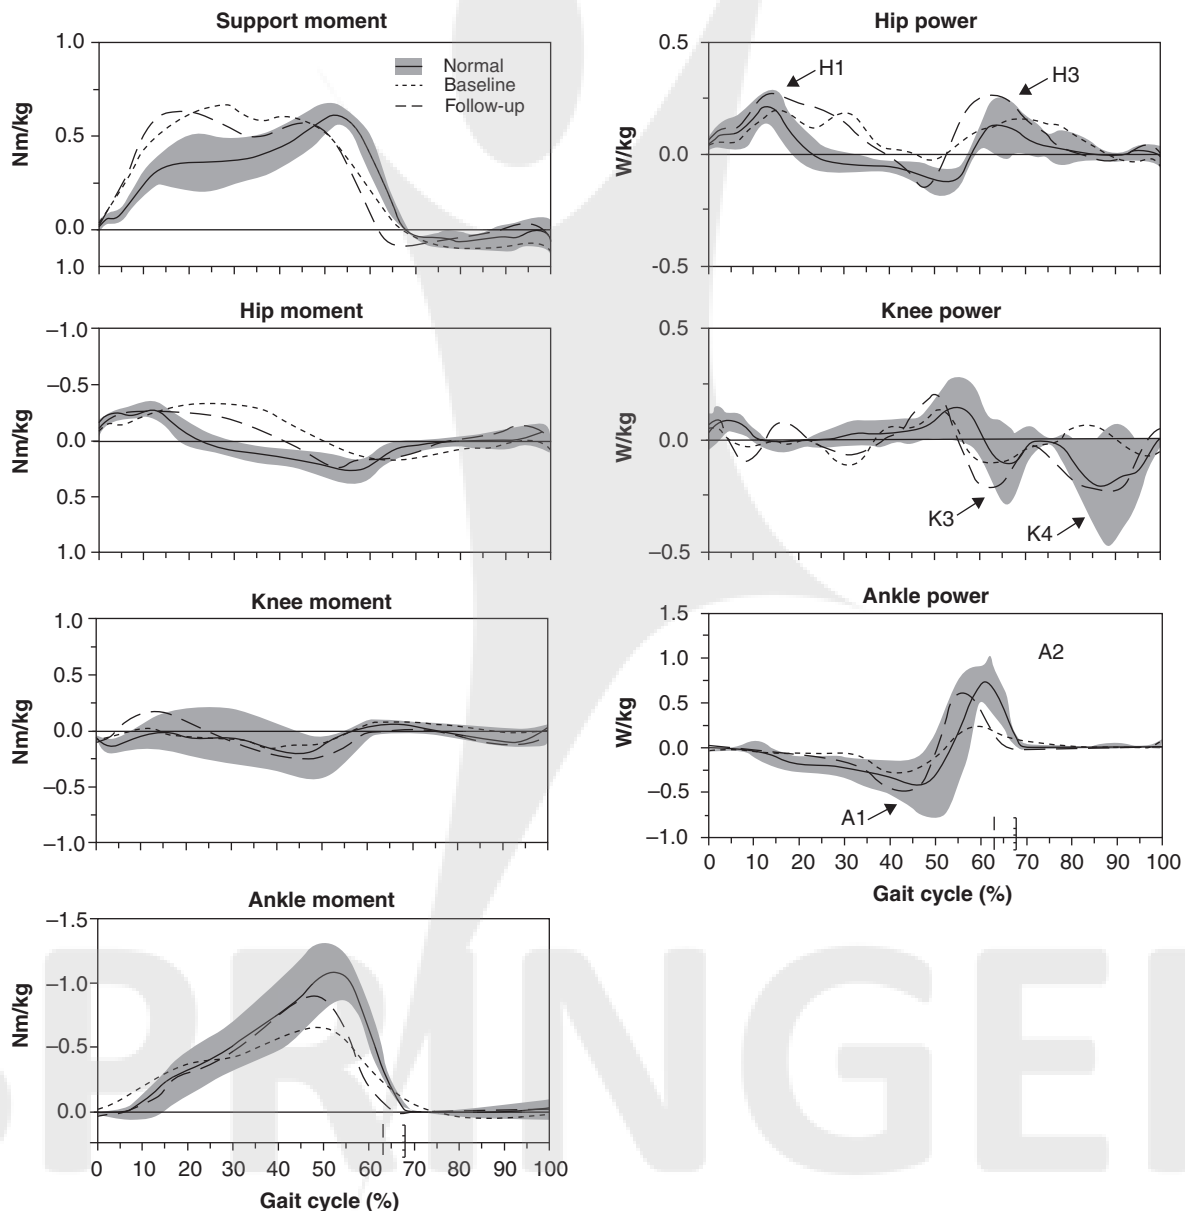 Support moment
1.0
0.5
0.0
1.0
Nm/kg
Normal
Baseline
Follow-up
Hip moment
−1.0
−0.5
0.0
0.5
1.0
Nm/kg
Knee moment
1.0
0.5
0.0
−0.5
−1.0
Nm/kg
Ankle moment
−1.5
−1.0
−0.5
0.0
Nm/kg
0 10 20 30 40 50 60 70 80 90 100
Gait cycle (%)
Hip power
0.5
0.0
-0.5
W/kg
H1
H3
Knee power
0.5
0.0
−0.5
W/kg
K3
K4
Ankle power
1.5
1.0
0.5
0.0
−0.5
−1.0
W/kg
A2
A1
0 10 20 30 40 50 60 70 80 90 100
Gait cycle (%)
SPRINGE